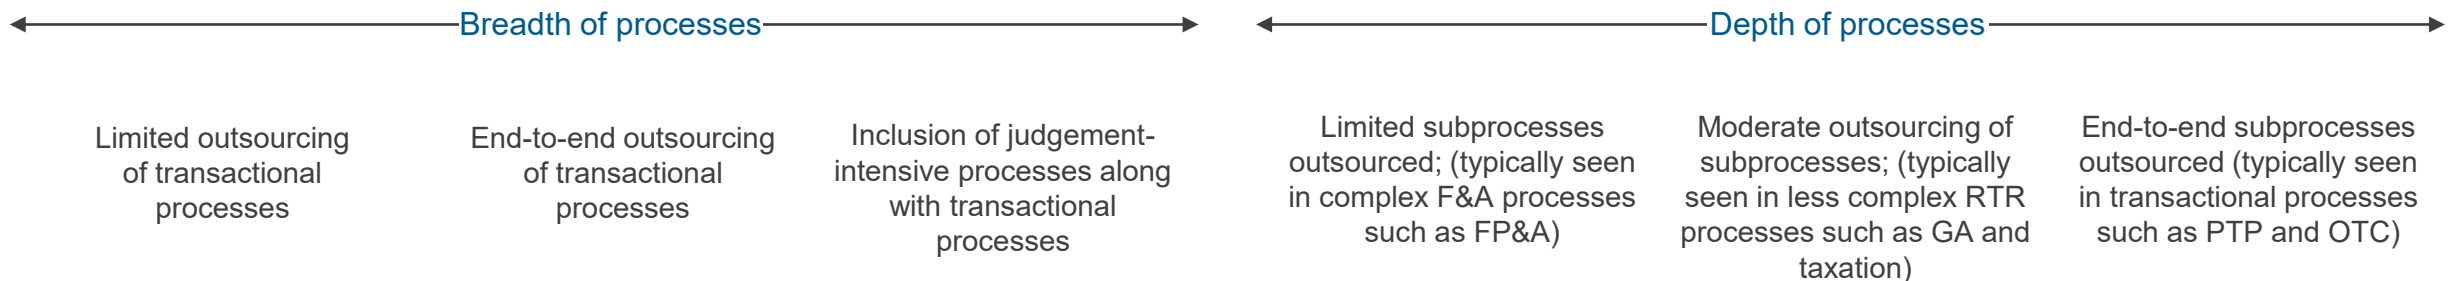 Breadth of processes
Depth of processes
Limited outsourcing
of transactional
processes
End-to-end outsourcing
of transactional
processes
Inclusion of judgement-
intensive processes along
with transactional
processes
Limited subprocesses
outsourced; (typically seen
in complex F&A processes
such as FP&A)
Moderate outsourcing of
subprocesses; (typically
seen in less complex RTR
processes such as GA and
taxation)
End-to-end subprocesses
outsourced (typically seen
in transactional processes
such as PTP and OTC)